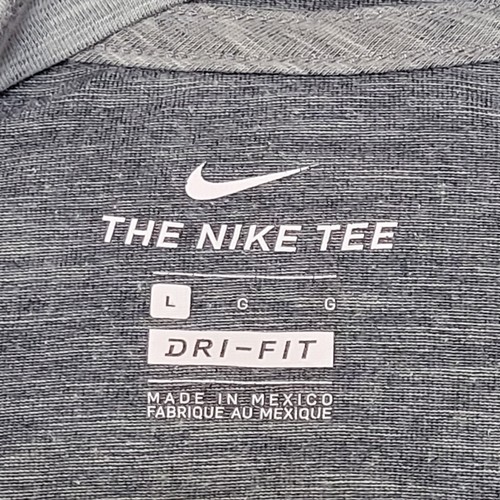 THE NIKE TEE
L G G
DRI-FIT
MADE IN MEXICO
FABRIQUE AU MEXIQUE